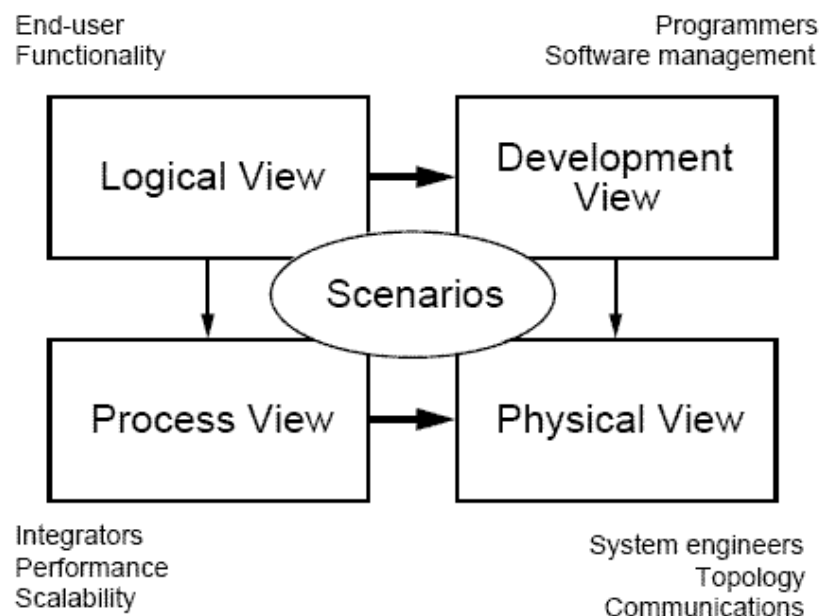 End-user
Functionality
Programmers
Software management
Logical View
Development
View
Scenarios
Process View
Physical View
Integrators
Performance
Scalability
System engineers
Topology
Communications